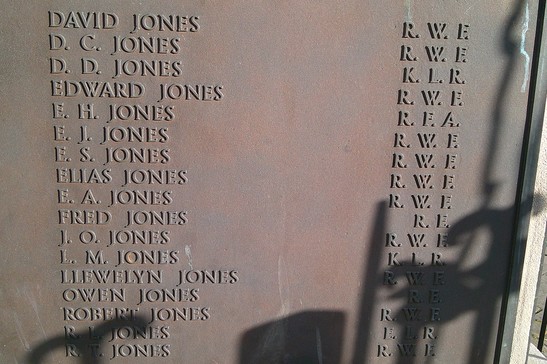 DAVID JONES R. W. F.
D. C. JONES R. W. F.
D. D. JONES K. L. R.
EDWARD JONES R. W. F.
E. H. JONES R. F. A.
E. J. JONES R. W. F.
E. S. JONES R. W. F.
ELIAS JONES R. W. F.
E. A. JONES R. W. F.
FRED JONES R. E.
J. O. JONES R. W. F.
L. M. JONES K. L. R.
LLEWELYN JONES R. W. F.
OWEN JONES R. E.
ROBERT JONES R. W. F.
JONES L. R.
R. T. JONES R. W. F.